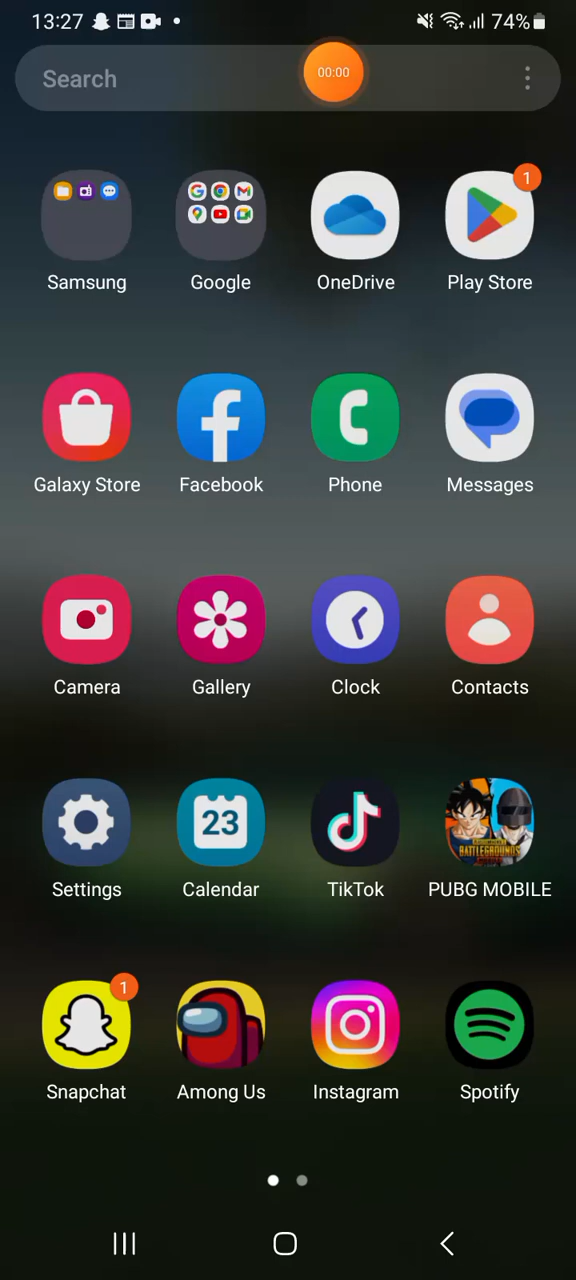 13:27 74%
Search 00:00
1
Samsung Google OneDrive Play Store
Galaxy Store Facebook Phone Messages
Camera Gallery Clock Contacts
23
BATTLEGROUNDS
Settings Calendar TikTok PUBG MOBILE
1
Snapchat Among Us Instagram Spotify